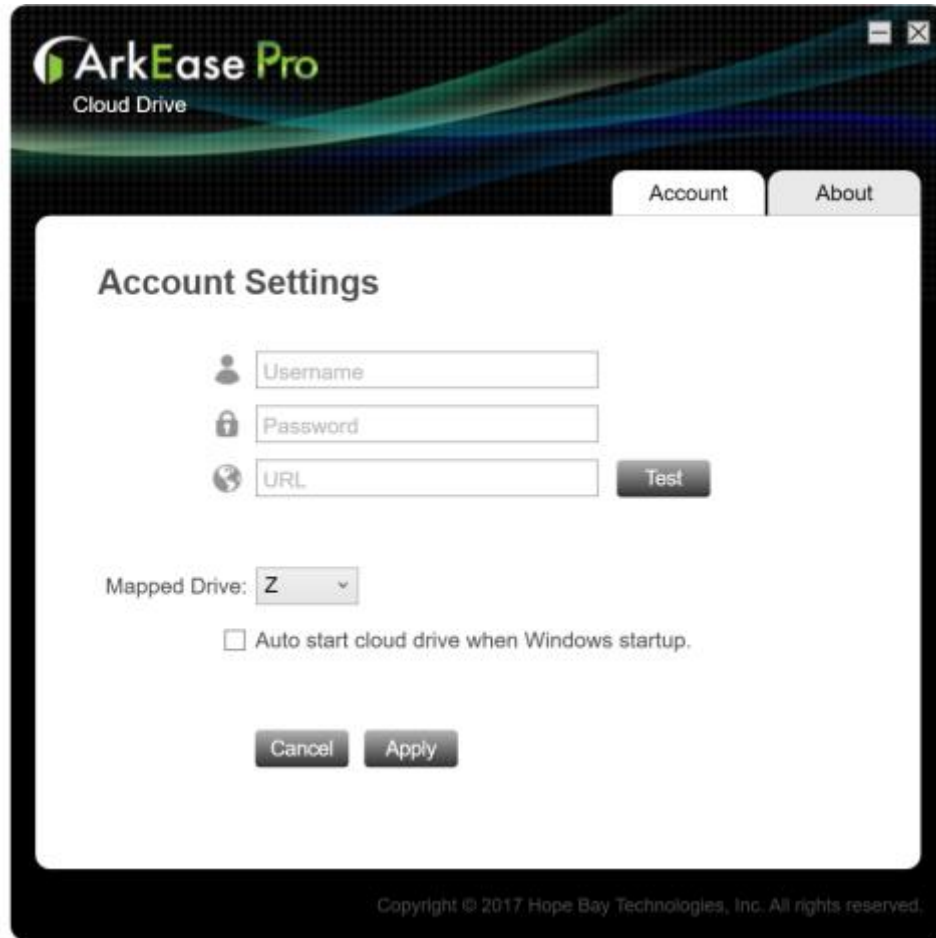 ArkEase Pro
Cloud Drive
Account About
Account Settings
Username
Password
URL Test
Mapped Drive: Z
Auto start cloud drive when Windows startup.
Cancel Apply
Copyright © 2017 Hope Bay Technologies, Inc. All rights reserved.